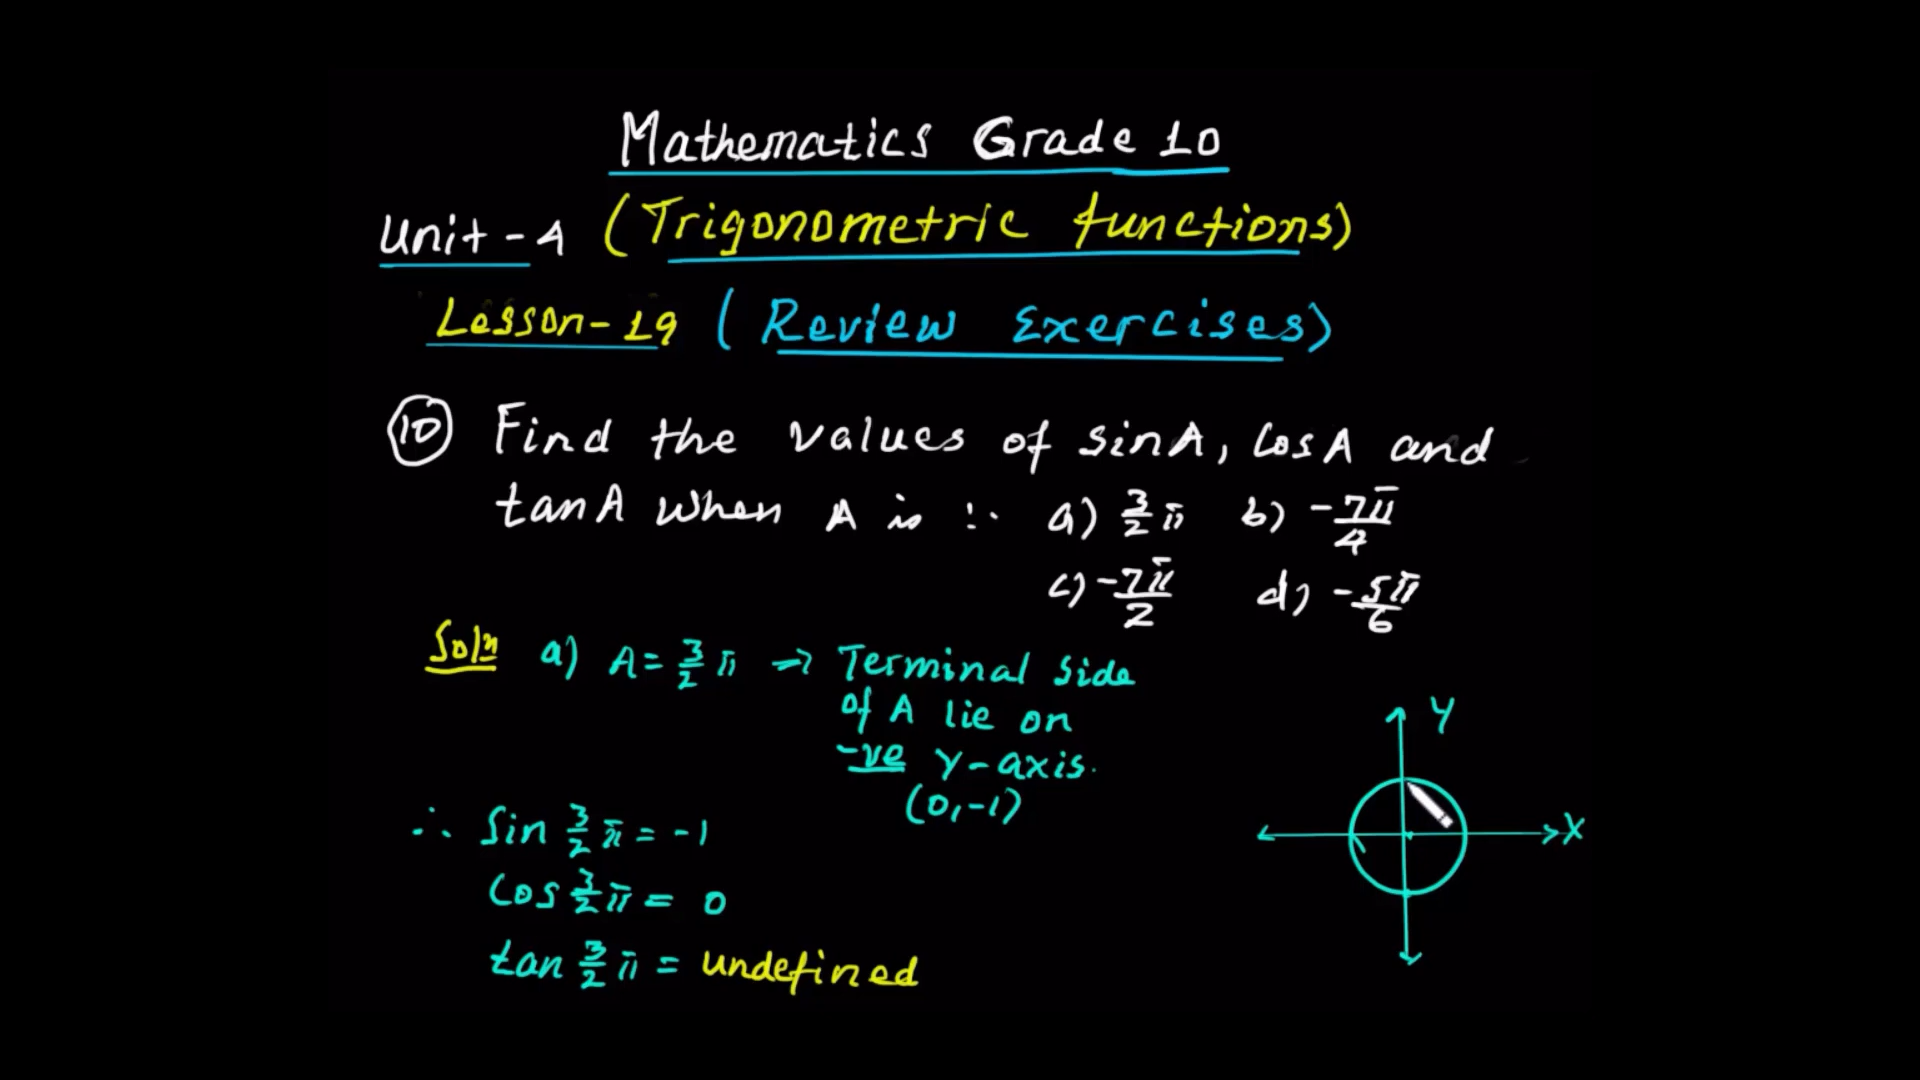 Mathematics Grade 10
Unit-4 (Trigonometric functions)
Lesson-19 (Review Exercises)
10 Find the values of sinA, cosA and
tanA when A is :- a) 3/2 π b) -7π/4
c) -7π/2 d) -5π/6
Soln a) A = 3/2 π → Terminal side
of A lie on
-ve Y-axis.
(0,-1)
∴ Sin 3/2 π = -1
Cos 3/2 π = 0
tan 3/2 π = undefined
Y
X